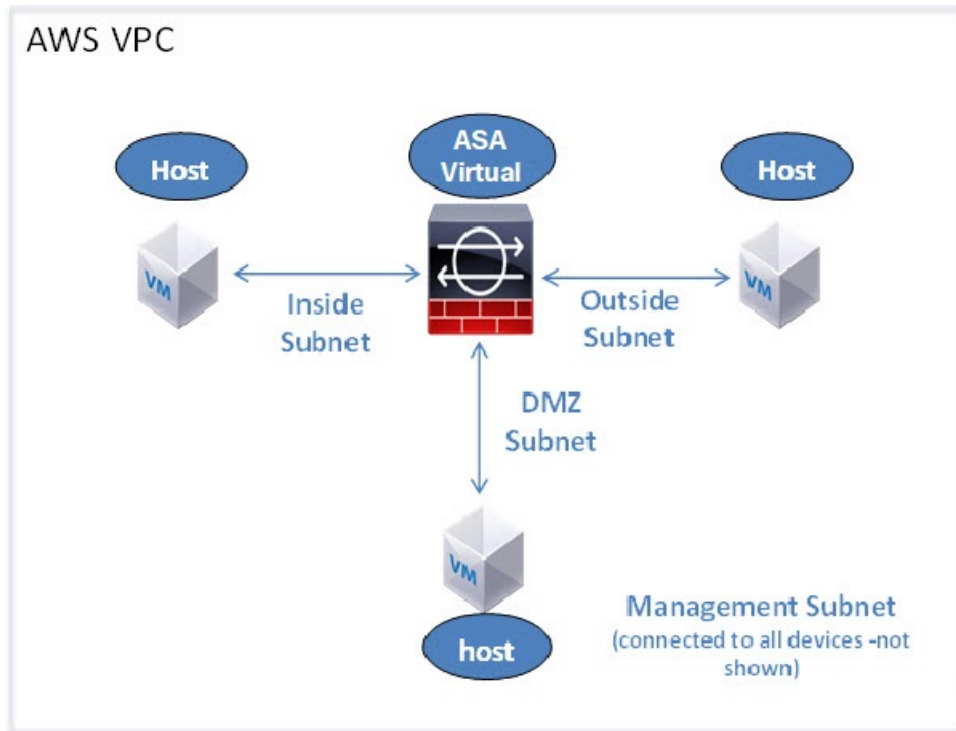 AWS VPC
Host
ASA
Virtual
Host
VM
VM
Inside
Subnet
Outside
Subnet
DMZ
Subnet
VM
host
Management Subnet
(connected to all devices -not
shown)